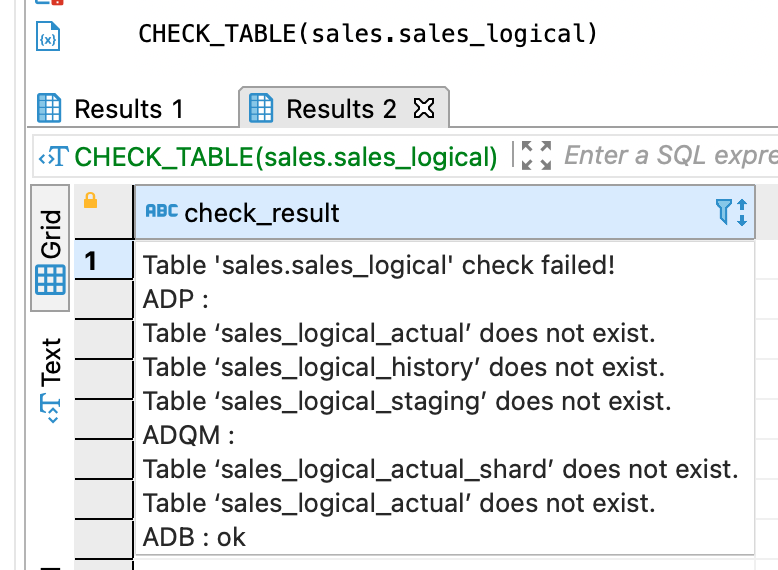 CHECK_TABLE(sales.sales_logical)
Results 1
Results 2
CHECK_TABLE(sales.sales_logical)
Enter a SQL expre
Grid
Text
ABC check_result
1
Table 'sales.sales_logical' check failed!
ADP :
Table ‘sales_logical_actual’ does not exist.
Table ‘sales_logical_history’ does not exist.
Table ‘sales_logical_staging’ does not exist.
ADQM :
Table ‘sales_logical_actual_shard’ does not exist.
Table ‘sales_logical_actual’ does not exist.
ADB : ok